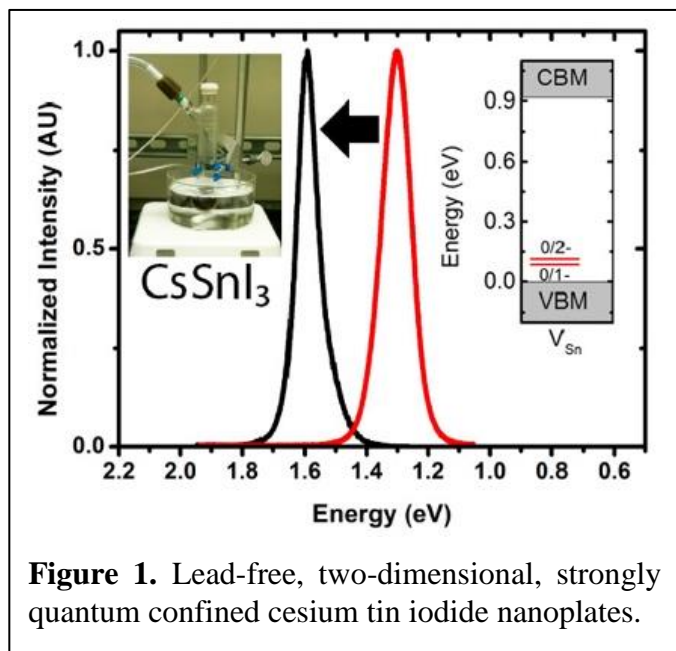 Normalized Intensity (AU)
1.0
0.5
0.0
2.2 2.0 1.8 1.6 1.4 1.2 1.0 0.8 0.6
Energy (eV)
CsSnI₃
Energy (eV)
0.9
0.6
0.3
0.0
CBM
0/2-
0/1-
VBM
V_Sn
Figure 1. Lead-free, two-dimensional, strongly
quantum confined cesium tin iodide nanoplates.